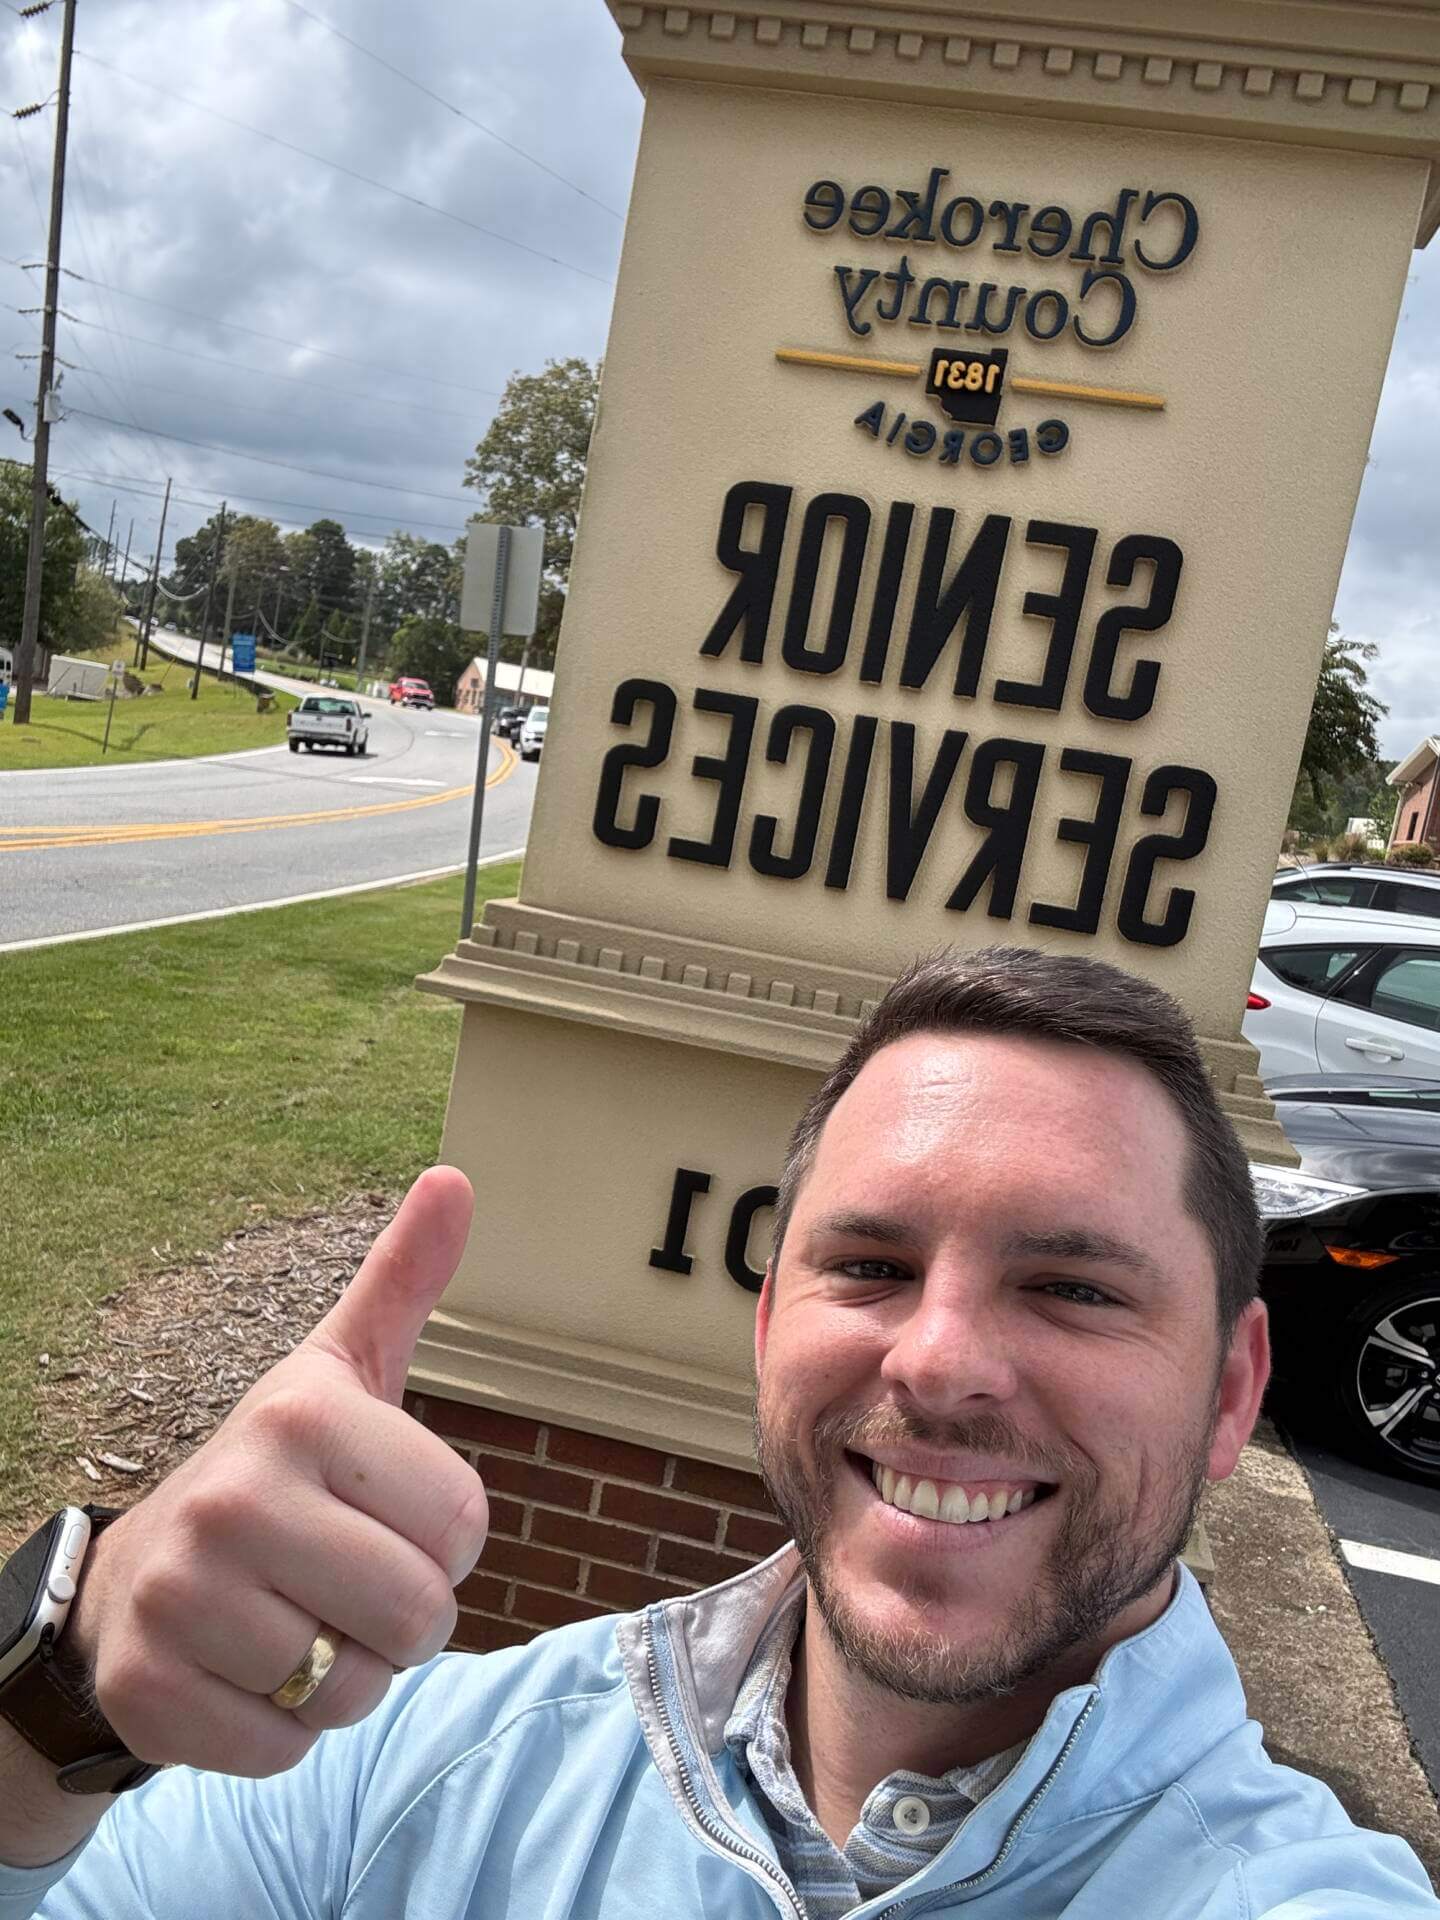 Cherokee
County
1831
GEORGIA
SENIOR
SERVICES